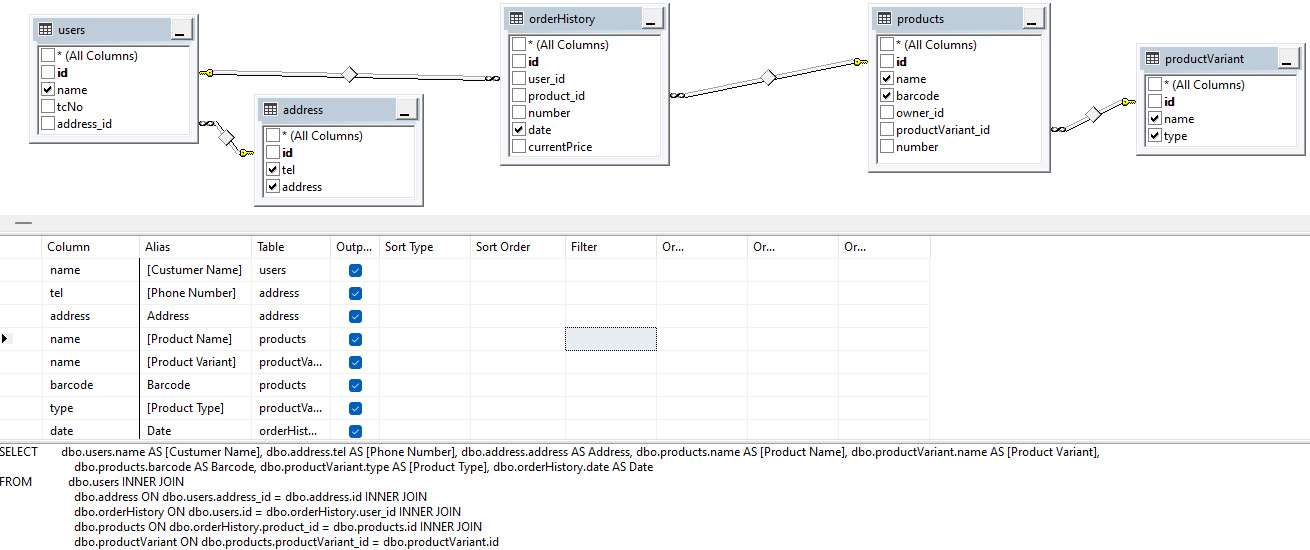 users
* (All Columns)
id
name
tcNo
address_id
address
* (All Columns)
id
tel
address
orderHistory
* (All Columns)
id
user_id
product_id
number
date
currentPrice
products
* (All Columns)
id
name
barcode
owner_id
productVariant_id
number
productVariant
* (All Columns)
id
name
type
Column Alias Table Outp... Sort Type Sort Order Filter Or... Or... Or...
name [Custumer Name] users
tel [Phone Number] address
address Address address
name [Product Name] products
name [Product Variant] productVa...
barcode Barcode products
type [Product Type] productVa...
date Date orderHist...
SELECT dbo.users.name AS [Custumer Name], dbo.address.tel AS [Phone Number], dbo.address.address AS Address, dbo.products.name AS [Product Name], dbo.productVariant.name AS [Product Variant],
dbo.products.barcode AS Barcode, dbo.productVariant.type AS [Product Type], dbo.orderHistory.date AS Date
FROM dbo.users INNER JOIN
dbo.address ON dbo.users.address_id = dbo.address.id INNER JOIN
dbo.orderHistory ON dbo.users.id = dbo.orderHistory.user_id INNER JOIN
dbo.products ON dbo.orderHistory.product_id = dbo.products.id INNER JOIN
dbo.productVariant ON dbo.products.productVariant_id = dbo.productVariant.id